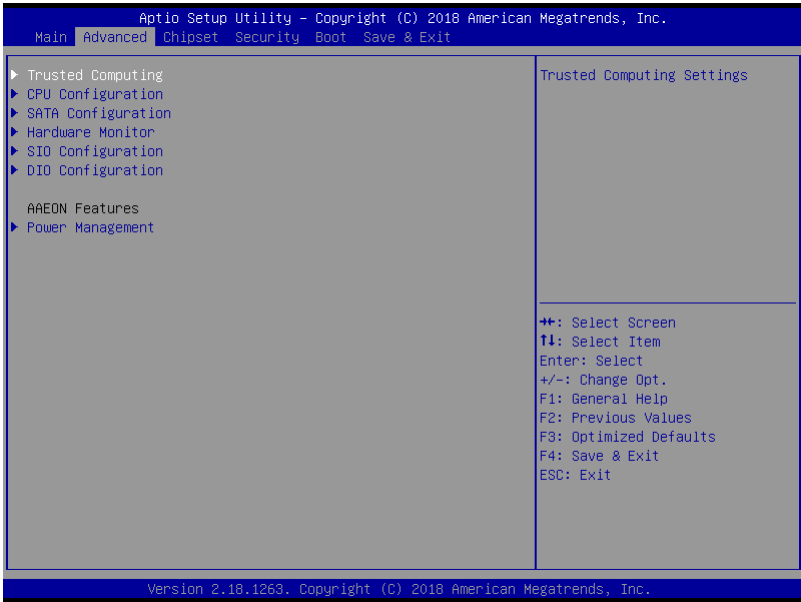 Aptio Setup Utility – Copyright (C) 2018 American Megatrends, Inc.
Main Advanced Chipset Security Boot Save & Exit
Trusted Computing
CPU Configuration
SATA Configuration
Hardware Monitor
SIO Configuration
DIO Configuration
AAEON Features
Power Management
Trusted Computing Settings
→←: Select Screen
↑↓: Select Item
Enter: Select
+/-: Change Opt.
F1: General Help
F2: Previous Values
F3: Optimized Defaults
F4: Save & Exit
ESC: Exit
Version 2.18.1263. Copyright (C) 2018 American Megatrends, Inc.